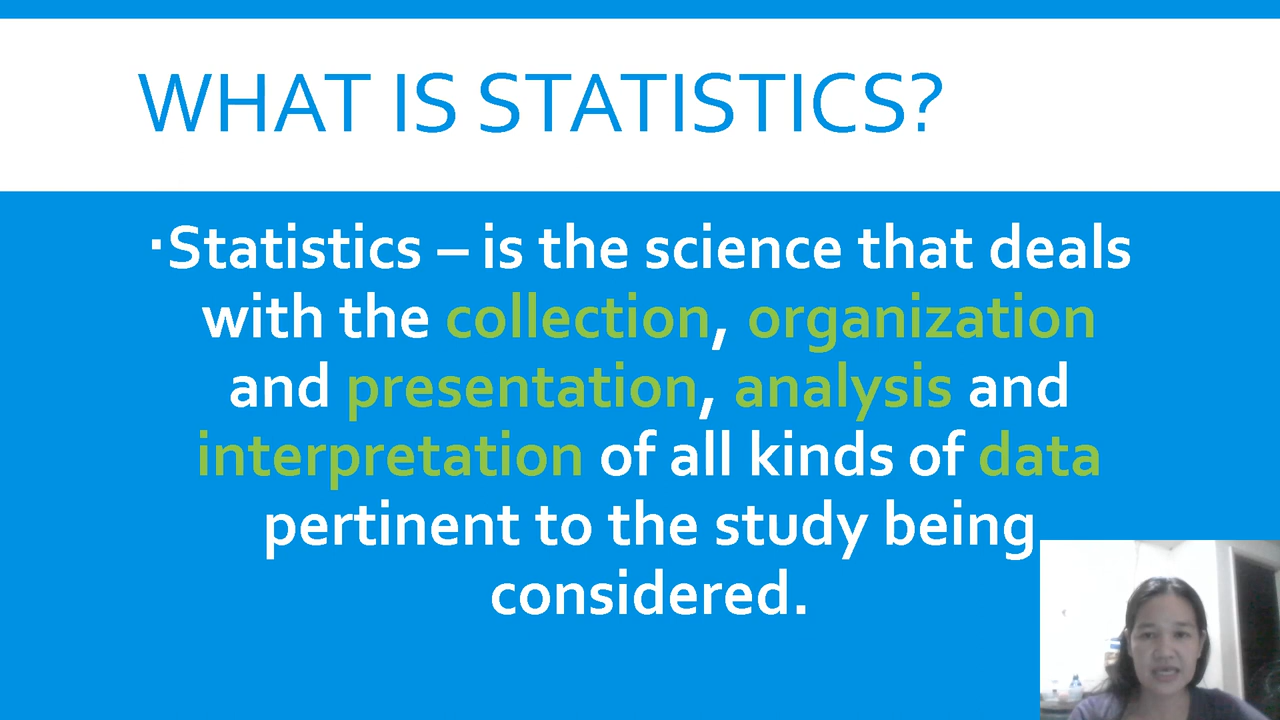 WHAT IS STATISTICS?
▪Statistics – is the science that deals
with the collection, organization
and presentation, analysis and
interpretation of all kinds of data
pertinent to the study being
considered.